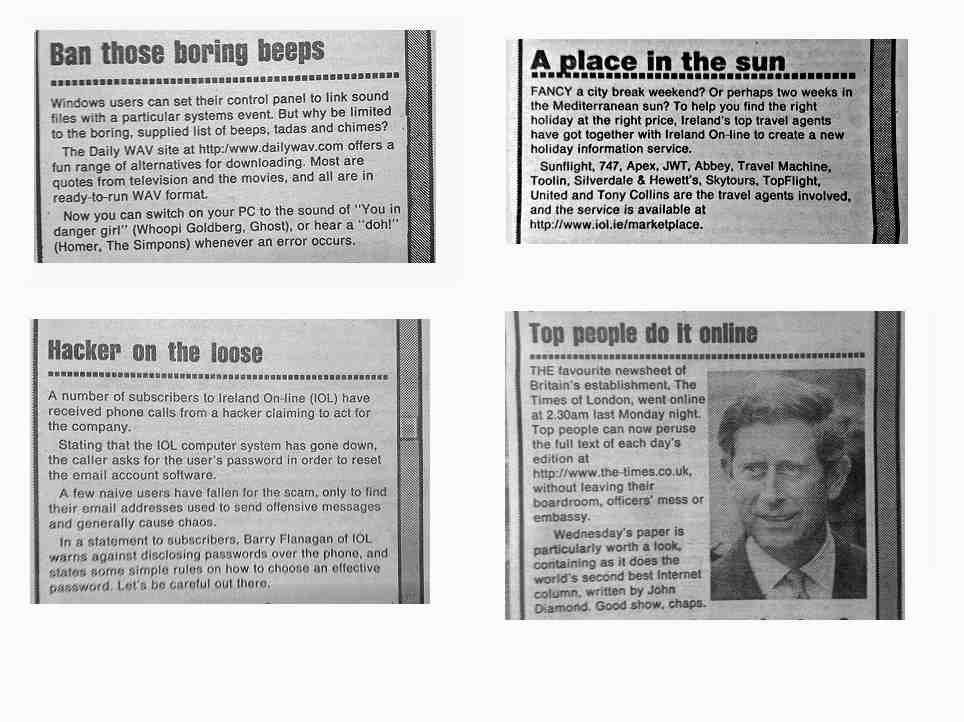 Ban those boring beeps
Windows users can set their control panel to link sound
files with a particular systems event. But why be limited
to the boring, supplied list of beeps, tadas and chimes?
The Daily WAV site at http:/www.dailywav.com offers a
fun range of alternatives for downloading. Most are
quotes from television and the movies, and all are in
ready-to-run WAV format.
Now you can switch on your PC to the sound of "You in
danger girl" (Whoopi Goldberg, Ghost), or hear a "doh!"
(Homer, The Simpons) whenever an error occurs.
A place in the sun
FANCY a city break weekend? Or perhaps two weeks in
the Mediterranean sun? To help you find the right
holiday at the right price, Ireland's top travel agents
have got together with Ireland On-line to create a new
holiday information service.
Sunflight, 747, Apex, JWT, Abbey, Travel Machine,
Toolin, Silverdale & Hewett's, Skytours, TopFlight,
United and Tony Collins are the travel agents involved,
and the service is available at
http://www.iol.ie/marketplace.
Hacker on the loose
A number of subscribers to Ireland On-line (IOL) have
received phone calls from a hacker claiming to act for
the company.
Stating that the IOL computer system has gone down,
the caller asks for the user's password in order to reset
the email account software.
A few naive users have fallen for the scam, only to find
their email addresses used to send offensive messages
and generally cause chaos.
In a statement to subscribers, Barry Flanagan of IOL
warns against disclosing passwords over the phone, and
states some simple rules on how to choose an effective
password. Let's be careful out there.
Top people do it online
THE favourite newsheet of
Britain's establishment, The
Times of London, went online
at 2.30am last Monday night.
Top people can now peruse
the full text of each day's
edition at
http://www.the-times.co.uk,
without leaving their
boardroom, officers' mess or
embassy.
Wednesday's paper is
particularly worth a look,
containing as it does the
world's second best Internet
column, written by John
Diamond. Good show, chaps.